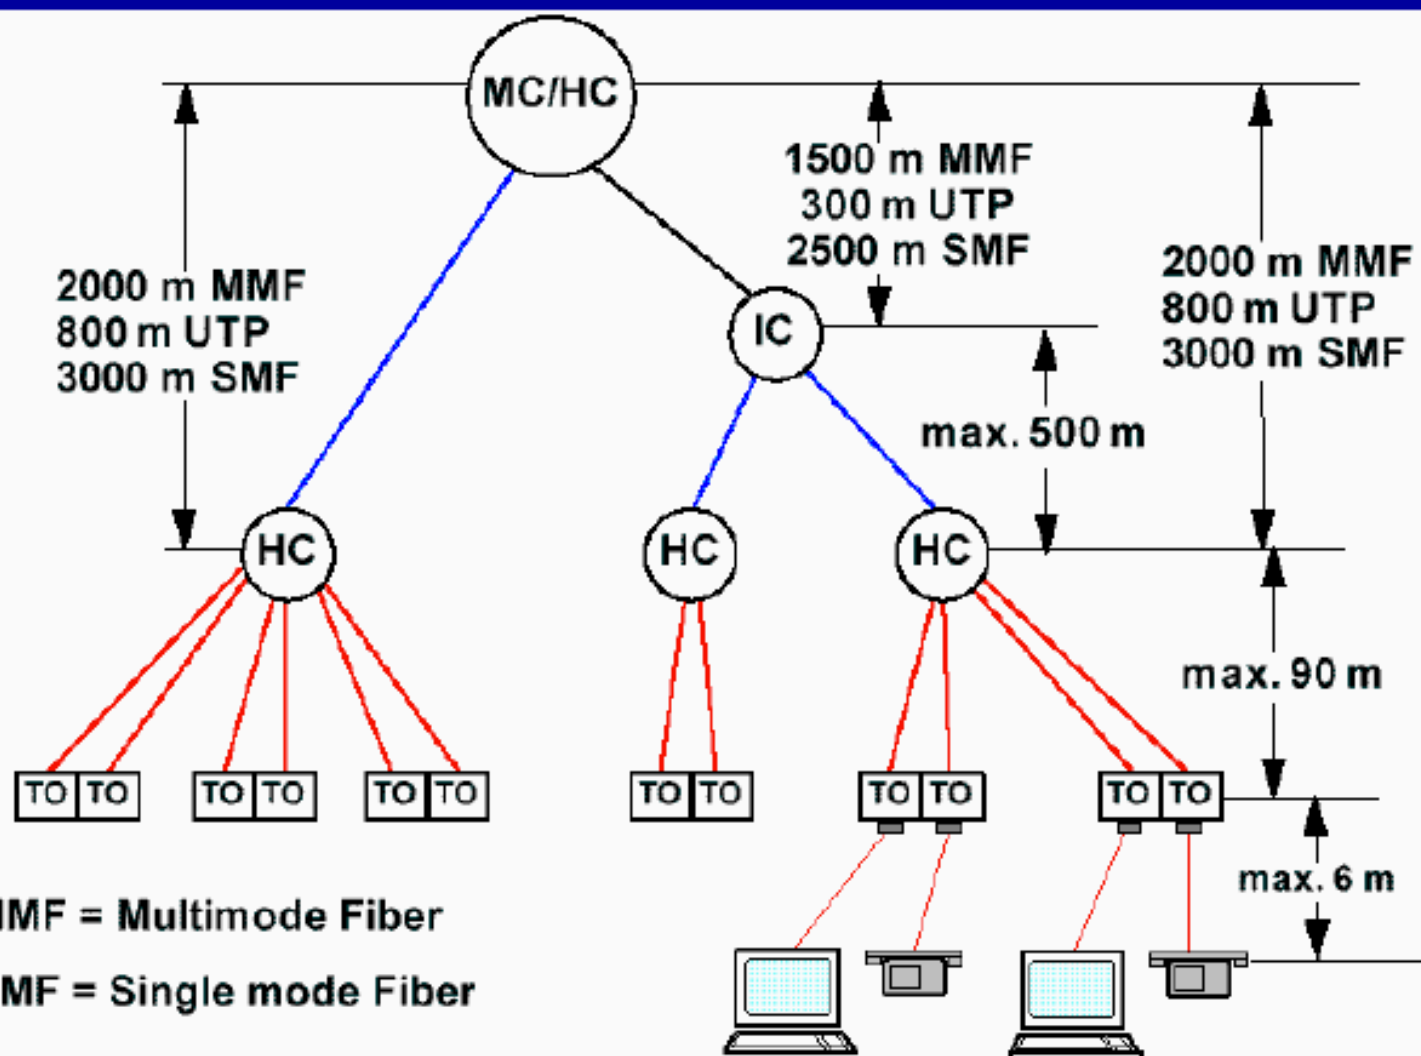 MC/HC
1500 m MMF
300 m UTP
2500 m SMF
2000 m MMF
800 m UTP
3000 m SMF
2000 m MMF
800 m UTP
3000 m SMF
IC
max. 500 m
HC
HC
HC
max. 90 m
TO TO
TO TO
TO TO
TO TO
TO TO
TO TO
max. 6 m
MMF = Multimode Fiber
MF = Single mode Fiber